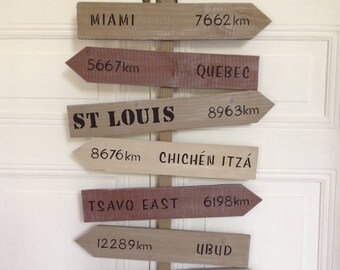 MIAMI 7662km
5667km QUEBEC
ST LOUIS 8963km
8676km CHICHÉN ITZÁ
TSAVO EAST 6198km
12289km UBUD